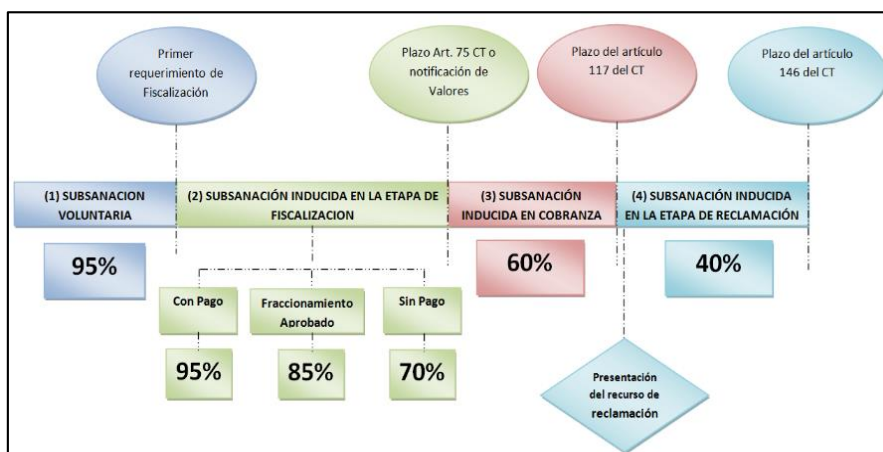 Primer
requerimiento de
Fiscalización
Plazo Art. 75 CT o
notificación de
Valores
Plazo del artículo
117 del CT
Plazo del artículo
146 del CT
(1) SUBSANACION
VOLUNTARIA
(2) SUBSANACIÓN INDUCIDA EN LA ETAPA DE
FISCALIZACION
(3) SUBSANACIÓN
INDUCIDA EN COBRANZA
(4) SUBSANACIÓN INDUCIDA
EN LA ETAPA DE RECLAMACIÓN
95%
60%
40%
Con Pago
Fraccionamiento
Aprobado
Sin Pago
95%
85%
70%
Presentación
del recurso de
reclamación